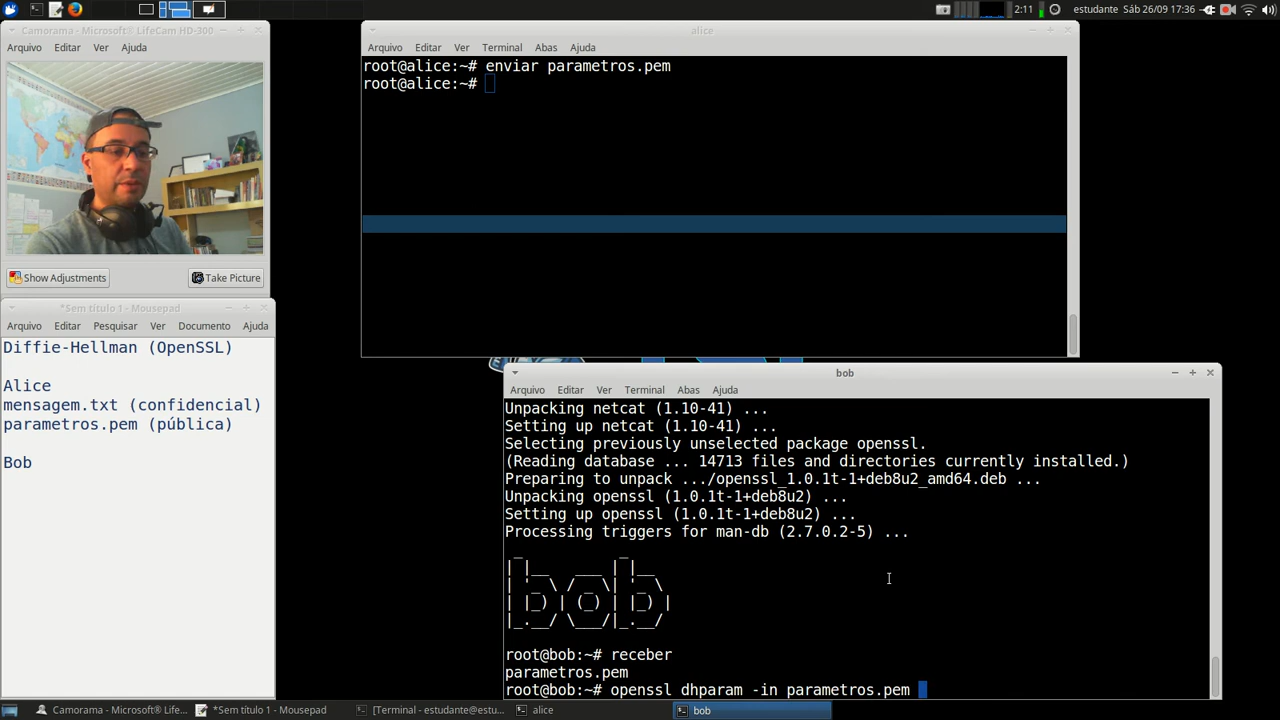 2:11 estudante Sáb 26/09 17:36
Camorama - Microsoft® LifeCam HD-300
Arquivo Editar Ver Ajuda
Show Adjustments Take Picture
*Sem título 1 - Mousepad
Arquivo Editar Pesquisar Ver Documento Ajuda
Diffie-Hellman (OpenSSL)
Alice
mensagem.txt (confidencial)
parametros.pem (pública)
Bob
alice
Arquivo Editar Ver Terminal Abas Ajuda
root@alice:~# enviar parametros.pem
root@alice:~#
bob
Arquivo Editar Ver Terminal Abas Ajuda
Unpacking netcat (1.10-41) ...
Setting up netcat (1.10-41) ...
Selecting previously unselected package openssl.
(Reading database ... 14713 files and directories currently installed.)
Preparing to unpack .../openssl_1.0.1t-1+deb8u2_amd64.deb ...
Unpacking openssl (1.0.1t-1+deb8u2) ...
Setting up openssl (1.0.1t-1+deb8u2) ...
Processing triggers for man-db (2.7.0.2-5) ...
bob
root@bob:~# receber
parametros.pem
root@bob:~# openssl dhparam -in parametros.pem
Camorama - Microsoft® LifeC... *Sem título 1 - Mousepad [Terminal - estudante@estu... alice bob